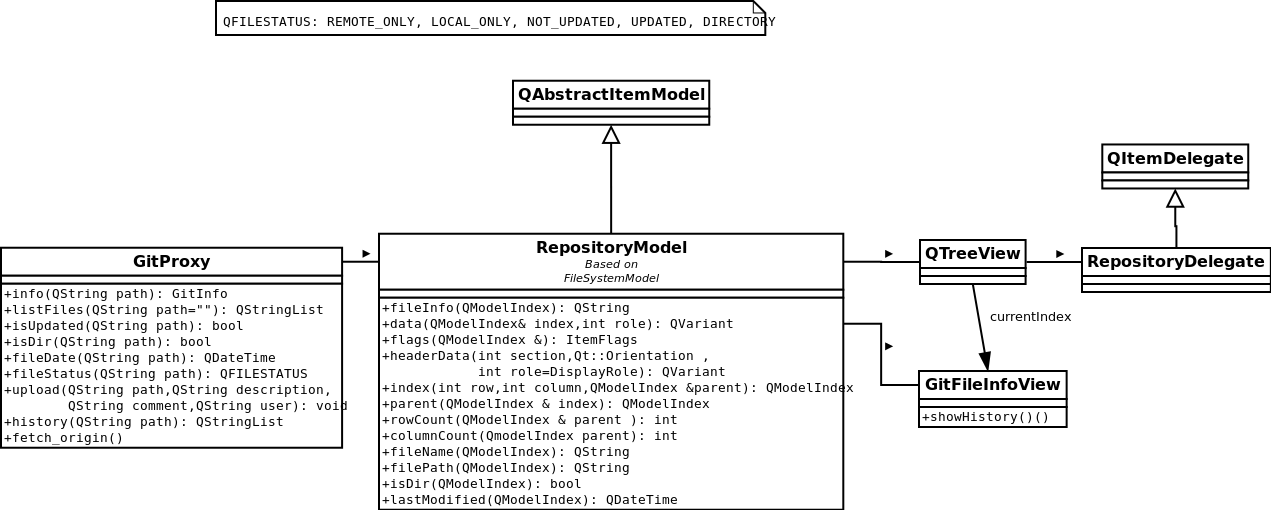 QFILESTATUS: REMOTE_ONLY, LOCAL_ONLY, NOT_UPDATED, UPDATED, DIRECTORY
QAbstractItemModel
QItemDelegate
GitProxy
+info(QString path): GitInfo
+listFiles(QString path=""): QStringList
+isUpdated(QString path): bool
+isDir(QString path): bool
+fileDate(QString path): QDateTime
+fileStatus(QString path): QFILESTATUS
+upload(QString path,QString description,
QString comment,QString user): void
+history(QString path): QStringList
+fetch_origin()
RepositoryModel
Based on
FileSystemModel
+fileInfo(QModelIndex): QString
+data(QModelIndex& index,int role): QVariant
+flags(QModelIndex &): ItemFlags
+headerData(int section,Qt::Orientation ,
int role=DisplayRole): QVariant
+index(int row,int column,QModelIndex &parent): QModelIndex
+parent(QModelIndex & index): QModelIndex
+rowCount(QModelIndex & parent ): int
+columnCount(QmodelIndex parent): int
+fileName(QModelIndex): QString
+filePath(QModelIndex): QString
+isDir(QModelIndex): bool
+lastModified(QModelIndex): QDateTime
QTreeView
RepositoryDelegate
currentIndex
GitFileInfoView
+showHistory()()